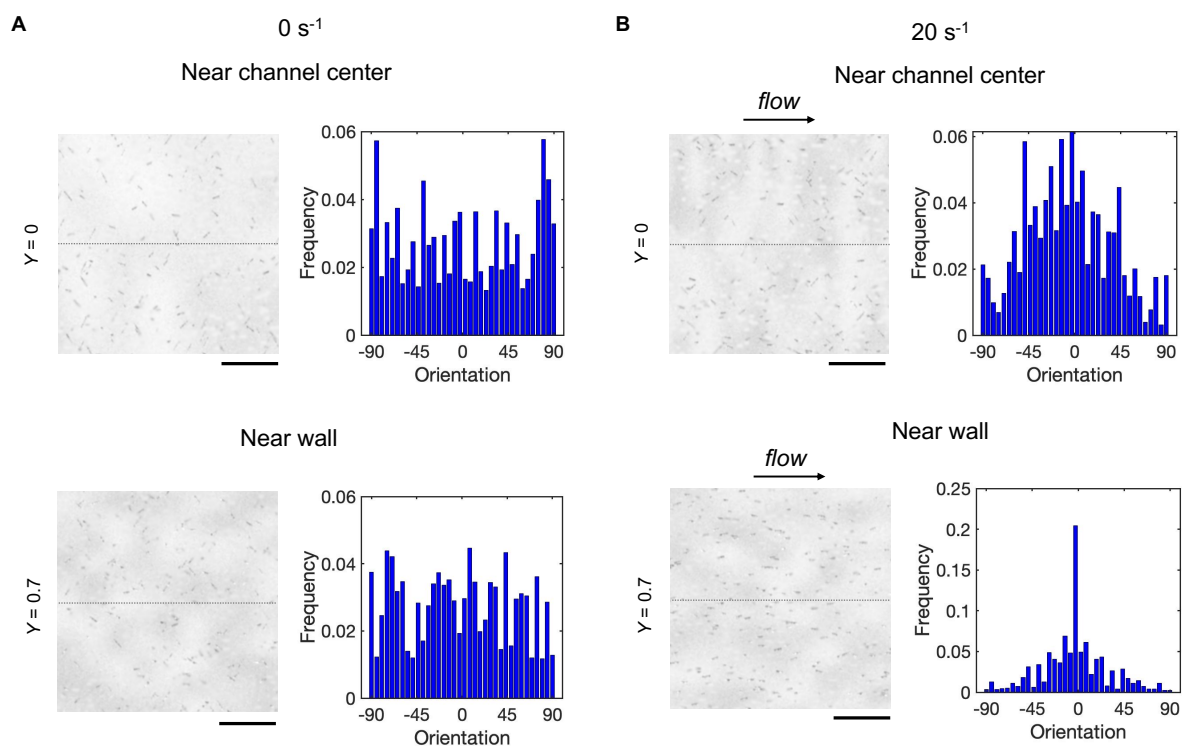 A
0 s-1
Near channel center
Y = 0
Frequency
0.06
0.04
0.02
0
-90
-45
0
45
90
Orientation
Near wall
Y = 0.7
Frequency
0.06
0.04
0.02
0
-90
-45
0
45
90
Orientation
B
20 s-1
Near channel center
flow
Y = 0
Frequency
0.06
0.04
0.02
0
-90
-45
0
45
90
Orientation
Near wall
flow
Y = 0.7
Frequency
0.25
0.2
0.15
0.1
0.05
0
-90
-45
0
45
90
Orientation